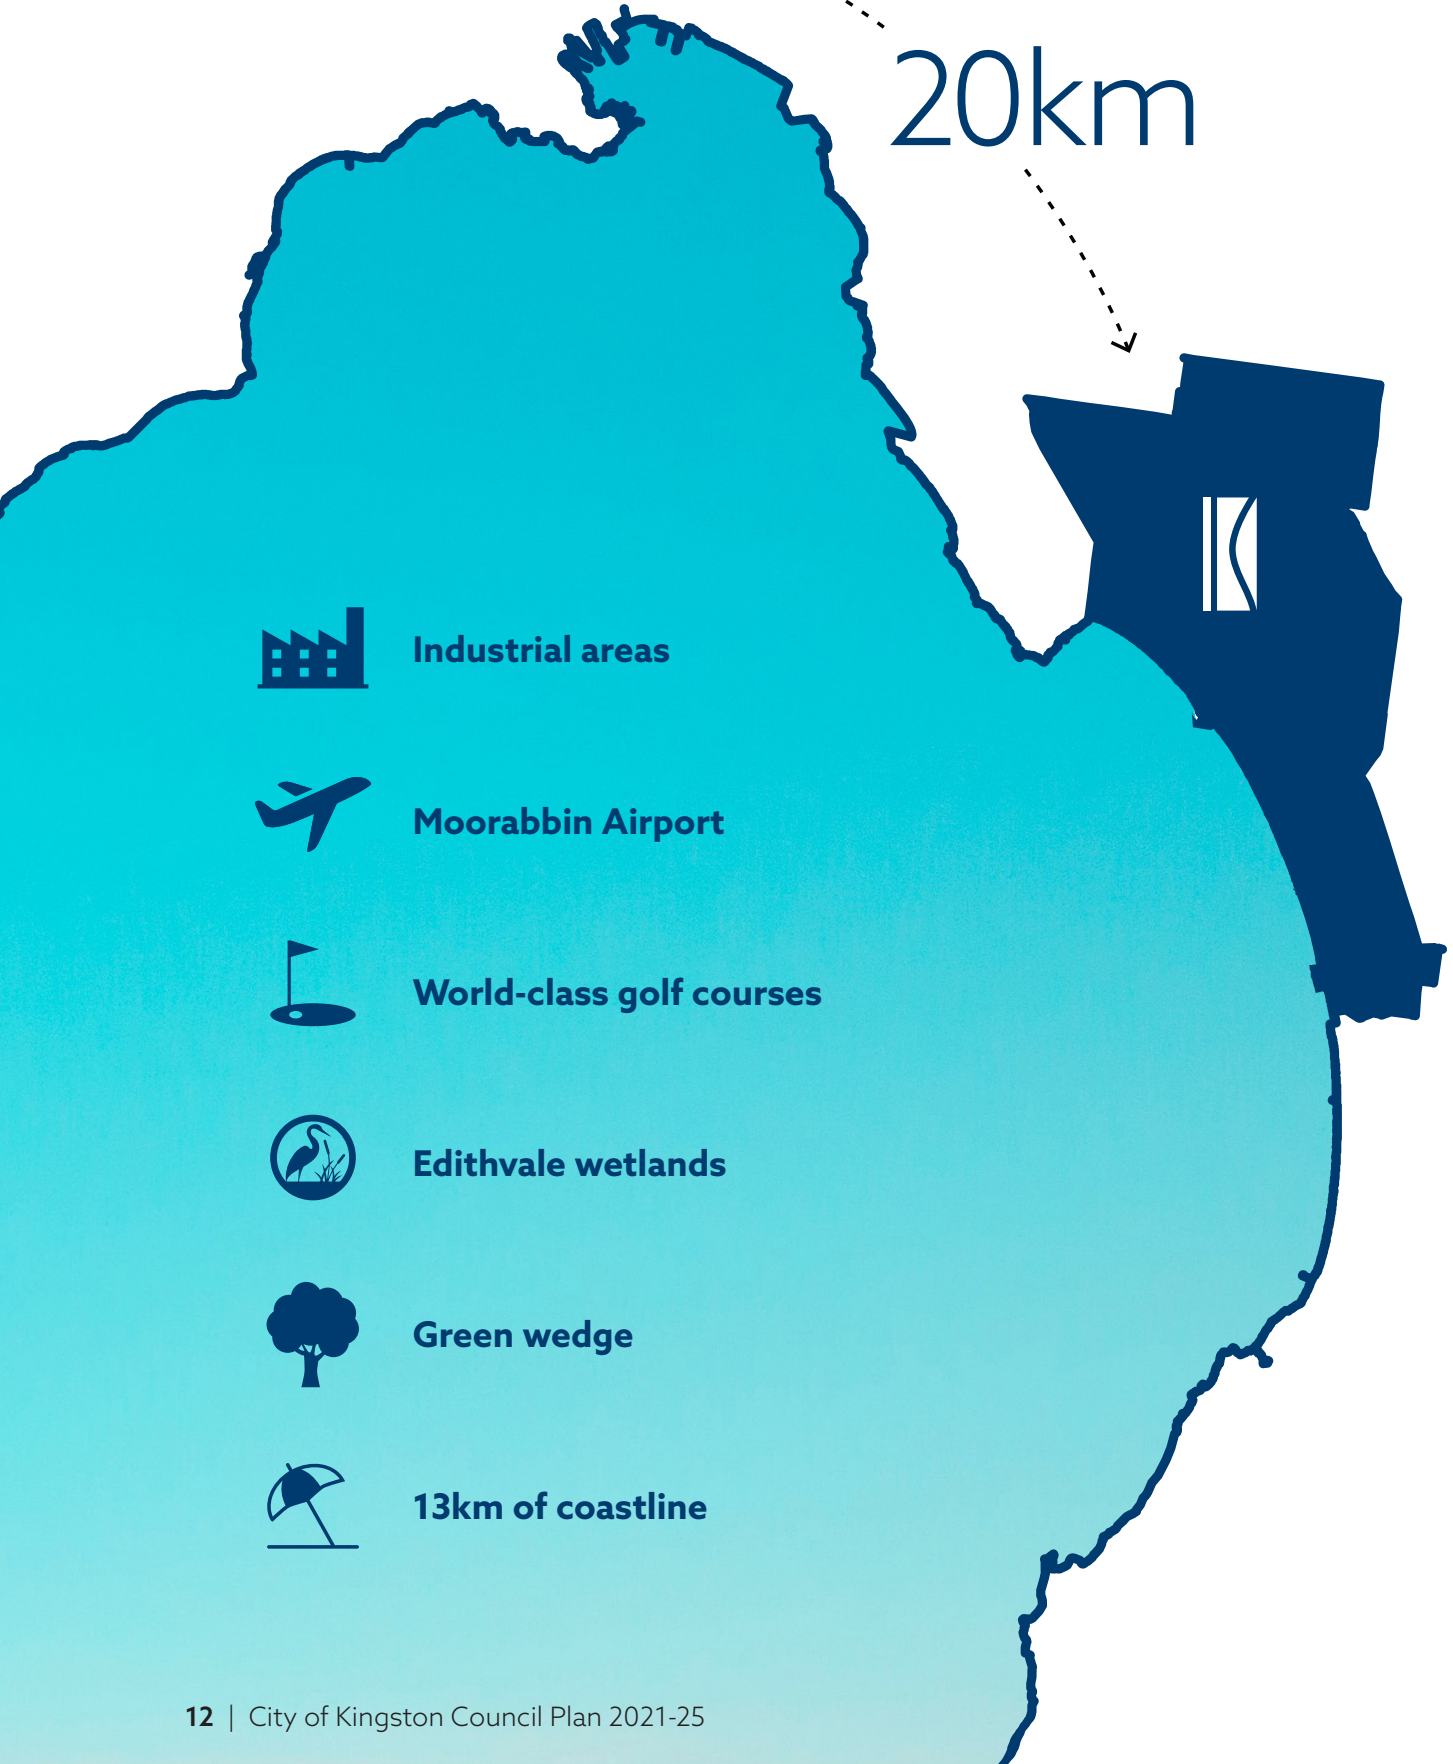 20km
Industrial areas
Moorabbin Airport
World-class golf courses
Edithvale wetlands
Green wedge
13km of coastline
12 | City of Kingston Council Plan 2021-25